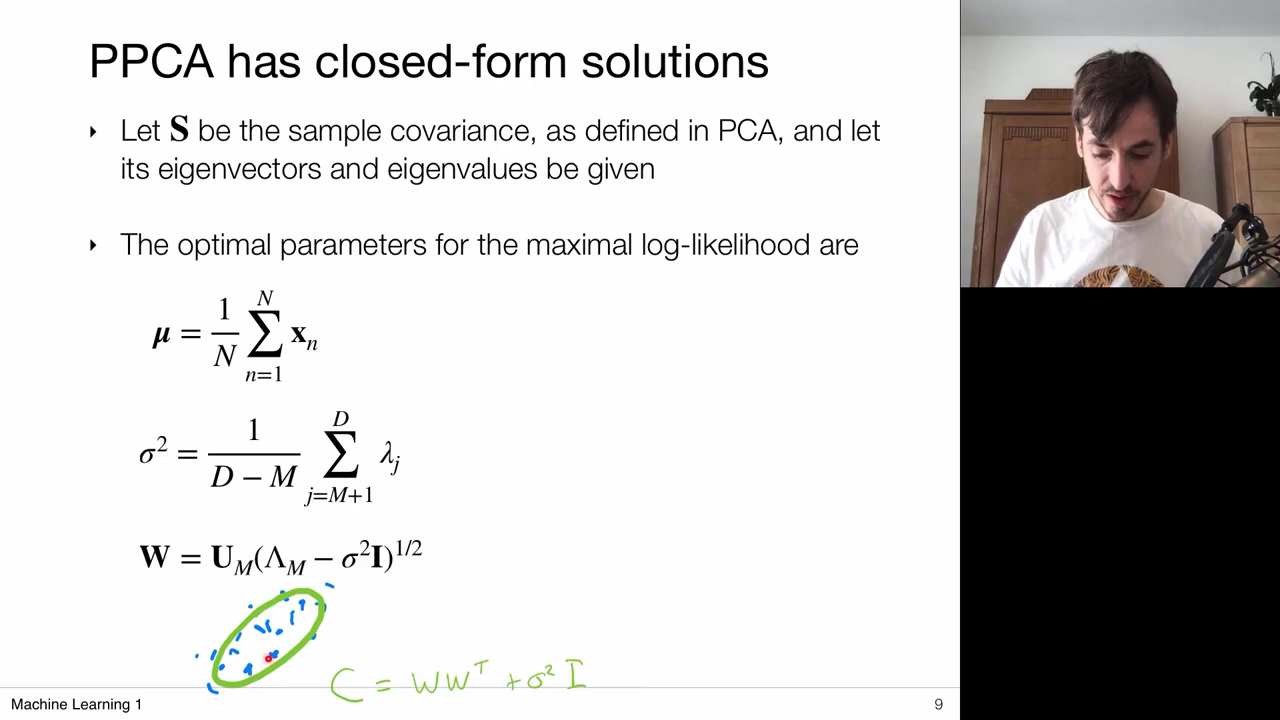 PPCA has closed-form solutions
‣ Let S be the sample covariance, as defined in PCA, and let
its eigenvectors and eigenvalues be given
‣ The optimal parameters for the maximal log-likelihood are
μ = 1/N ∑_{n=1}^{N} x_n
σ² = 1/(D − M) ∑_{j=M+1}^{D} λ_j
W = U_M(Λ_M − σ²I)^{1/2}
C = WW^T + σ² I
Machine Learning 1 9